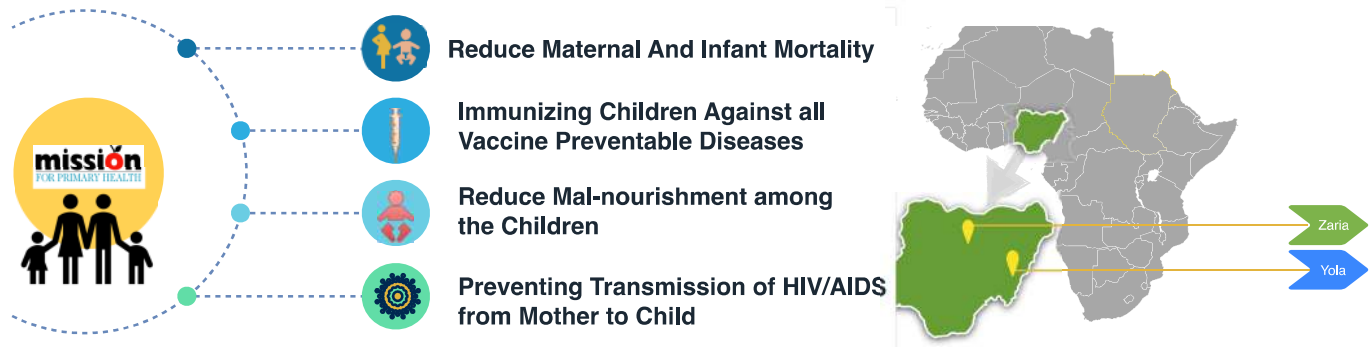 mission
FOR PRIMARY HEALTH
Reduce Maternal And Infant Mortality
Immunizing Children Against all
Vaccine Preventable Diseases
Reduce Mal-nourishment among
the Children
Preventing Transmission of HIV/AIDS
from Mother to Child
Zaria
Yola